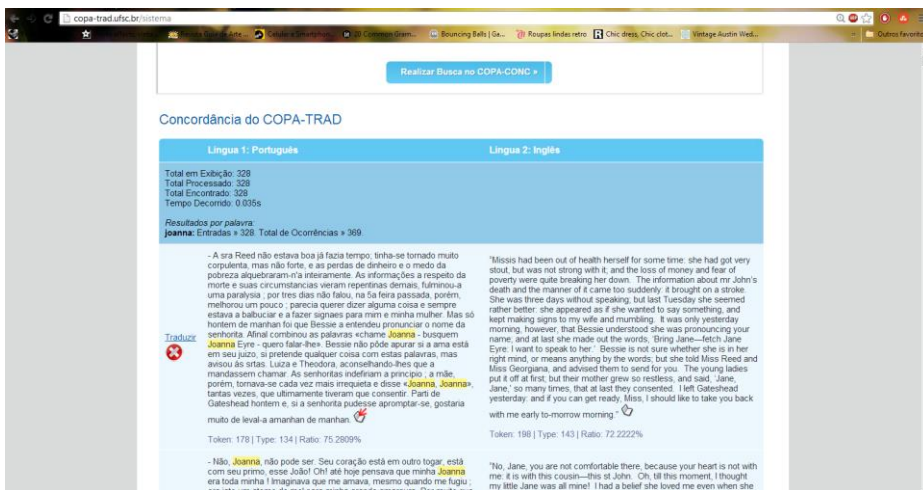 copa-trad.ufsc.br/sistema
20 Common Gram...
Bouncing Balls | Ga...
Roupas lindas retro
Chic dress, Chic clot...
Vintage Austin Wed...
Outros favorito
Realizar Busca no COPA-CONC »
Concordância do COPA-TRAD
Língua 1: Português
Língua 2: Inglês
Total em Exibição: 328
Total Processado: 328
Total Encontrado: 328
Tempo Decorrido: 0.035s
Resultados por palavra:
joanna: Entradas » 328. Total de Ocorrências » 369.
Traduzir
- A sra Reed não estava boa já fazia tempo; tinha-se tornado muito
corpulenta, mas não forte, e as perdas de dinheiro e o medo da
pobreza alquebraram-n'a inteiramente. As informações a respeito da
morte e suas circumstancias vieram repentinas demais, fulminou-a
uma paralysia ; por tres dias não falou, na 5a feira passada, porém,
melhorou um pouco ; parecia querer dizer alguma coisa e sempre
estava a balbuciar e a fazer signaes para mim e minha mulher. Mas só
hontem de manhan foi que Bessie a entendeu pronunciar o nome da
senhorita. Afinal combinou as palavras «chame Joanna - busquem
Joanna Eyre - quero falar-lhe». Bessie não pôde apurar si a ama está
em seu juizo, si pretende qualquer coisa com estas palavras, mas
avisou ás srtas. Luiza e Theodora, aconselhando-lhes que a
mandassem chamar. As senhoritas indefiriam a principio ; a mãe,
porém, tornava-se cada vez mais irrequieta e disse «Joanna, Joanna»,
tantas vezes, que ultimamente tiveram que consentir. Parti de
Gateshead hontem e, si a senhorita pudesse apromptar-se, gostaria
muito de leval-a amanhan de manhan.
Token: 178 | Type: 134 | Ratio: 75.2809%
"Missis had been out of health herself for some time: she had got very
stout, but was not strong with it; and the loss of money and fear of
poverty were quite breaking her down. The information about mr John's
death and the manner of it came too suddenly: it brought on a stroke.
She was three days without speaking; but last Tuesday she seemed
rather better: she appeared as if she wanted to say something, and
kept making signs to my wife and mumbling. It was only yesterday
morning, however, that Bessie understood she was pronouncing your
name; and at last she made out the words, 'Bring Jane—fetch Jane
Eyre: I want to speak to her.' Bessie is not sure whether she is in her
right mind, or means anything by the words; but she told Miss Reed and
Miss Georgiana, and advised them to send for you. The young ladies
put it off at first; but their mother grew so restless, and said, 'Jane,
Jane,' so many times, that at last they consented. I left Gateshead
yesterday: and if you can get ready, Miss, I should like to take you back
with me early to-morrow morning."
Token: 198 | Type: 143 | Ratio: 72.2222%
- Não, Joanna, não pode ser. Seu coração está em outro logar, está
com seu primo, esse João! Oh! até hoje pensava que minha Joanna
era toda minha ! Imaginava que me amava, mesmo quando me fugiu ;
"No, Jane, you are not comfortable there, because your heart is not with
me: it is with this cousin—this st John. Oh, till this moment, I thought
my little Jane was all mine! I had a belief she loved me even when she